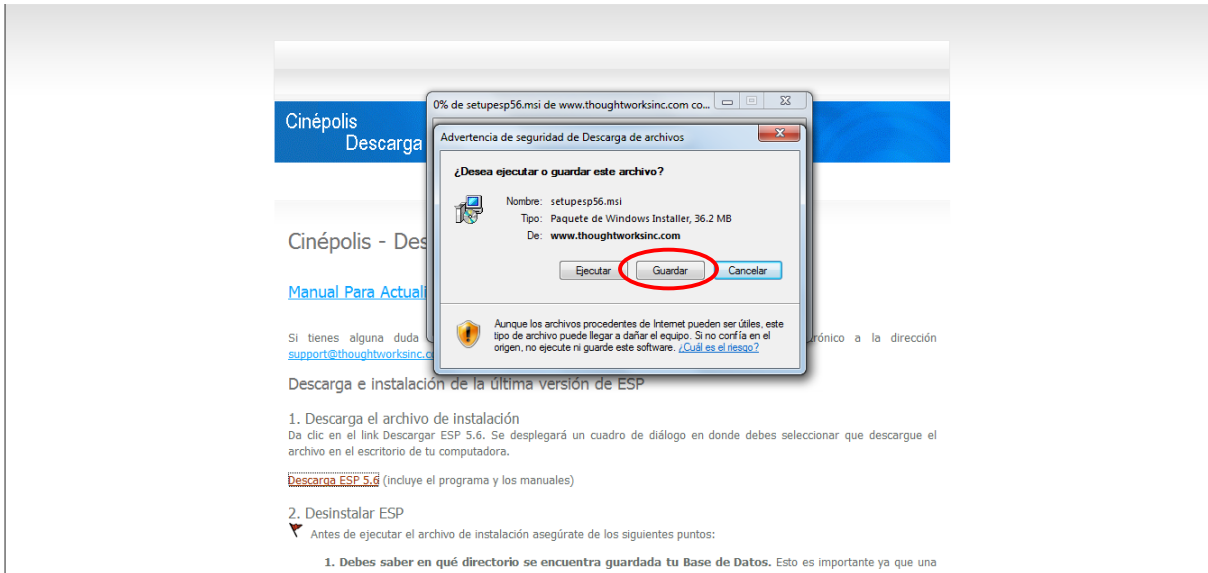 0% de setupesp56.msi de www.thoughtworksinc.com co...
Cinépolis
Descarga
Advertencia de seguridad de Descarga de archivos
¿Desea ejecutar o guardar este archivo?
Nombre: setupesp56.msi
Tipo: Paquete de Windows Installer, 36.2 MB
De: www.thoughtworksinc.com
Ejecutar Guardar Cancelar
Aunque los archivos procedentes de Internet pueden ser útiles, este
tipo de archivo puede llegar a dañar el equipo. Si no confía en el
origen, no ejecute ni guarde este software. ¿Cuál es el riesgo?
Cinépolis - Des
Manual Para Actuali
Si tienes alguna duda rónico a la dirección
support@thoughtworksinc.c
Descarga e instalación de la última versión de ESP
1. Descarga el archivo de instalación
Da clic en el link Descargar ESP 5.6. Se desplegará un cuadro de diálogo en donde debes seleccionar que descargue el
archivo en el escritorio de tu computadora.
Descarga ESP 5.6 (incluye el programa y los manuales)
2. Desinstalar ESP
Antes de ejecutar el archivo de instalación asegúrate de los siguientes puntos:
1. Debes saber en qué directorio se encuentra guardada tu Base de Datos. Esto es importante ya que una